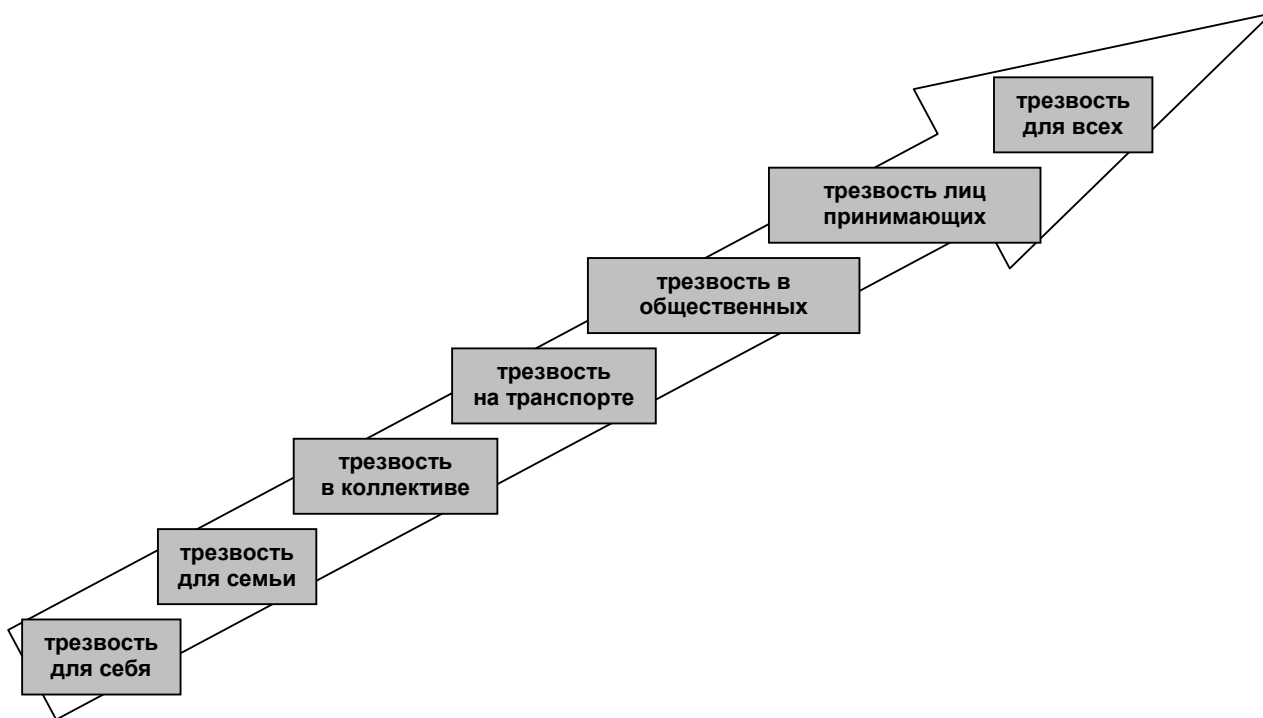 трезвость
для всех
трезвость лиц
принимающих
трезвость в
общественных
трезвость
на транспорте
трезвость
в коллективе
трезвость
для семьи
трезвость
для себя